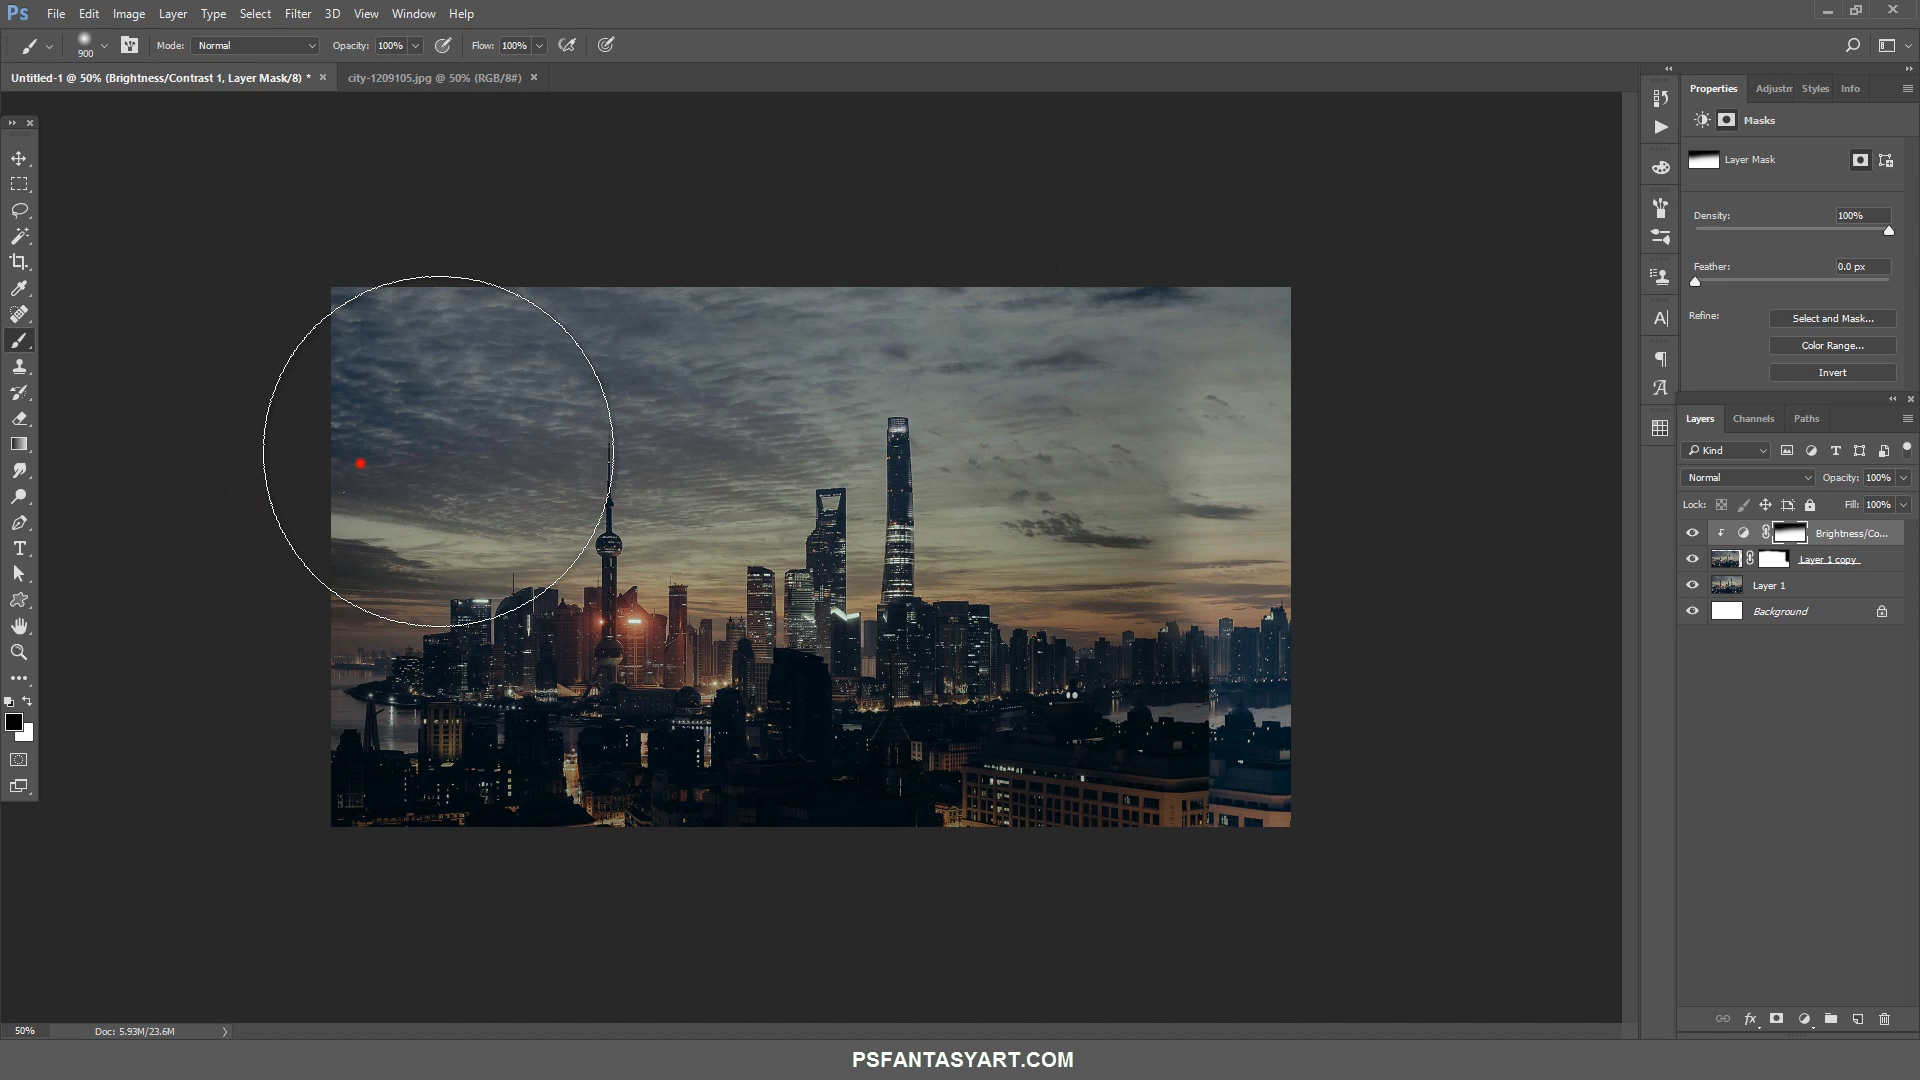 Ps File Edit Image Layer Type Select Filter 3D View Window Help
900 Mode: Normal Opacity: 100% Flow: 100%
Untitled-1 @ 50% (Brightness/Contrast 1, Layer Mask/8) * × city-1209105.jpg @ 50% (RGB/8#) ×
Properties Adjustm Styles Info
Masks
Layer Mask
Density: 100%
Feather: 0.0 px
Refine: Select and Mask...
Color Range...
Invert
Layers Channels Paths
Kind
Normal Opacity: 100%
Lock: Fill: 100%
Brightness/Co...
Layer 1 copy
Layer 1
Background
50% Doc: 5.93M/23.6M
PSFANTASYART.COM